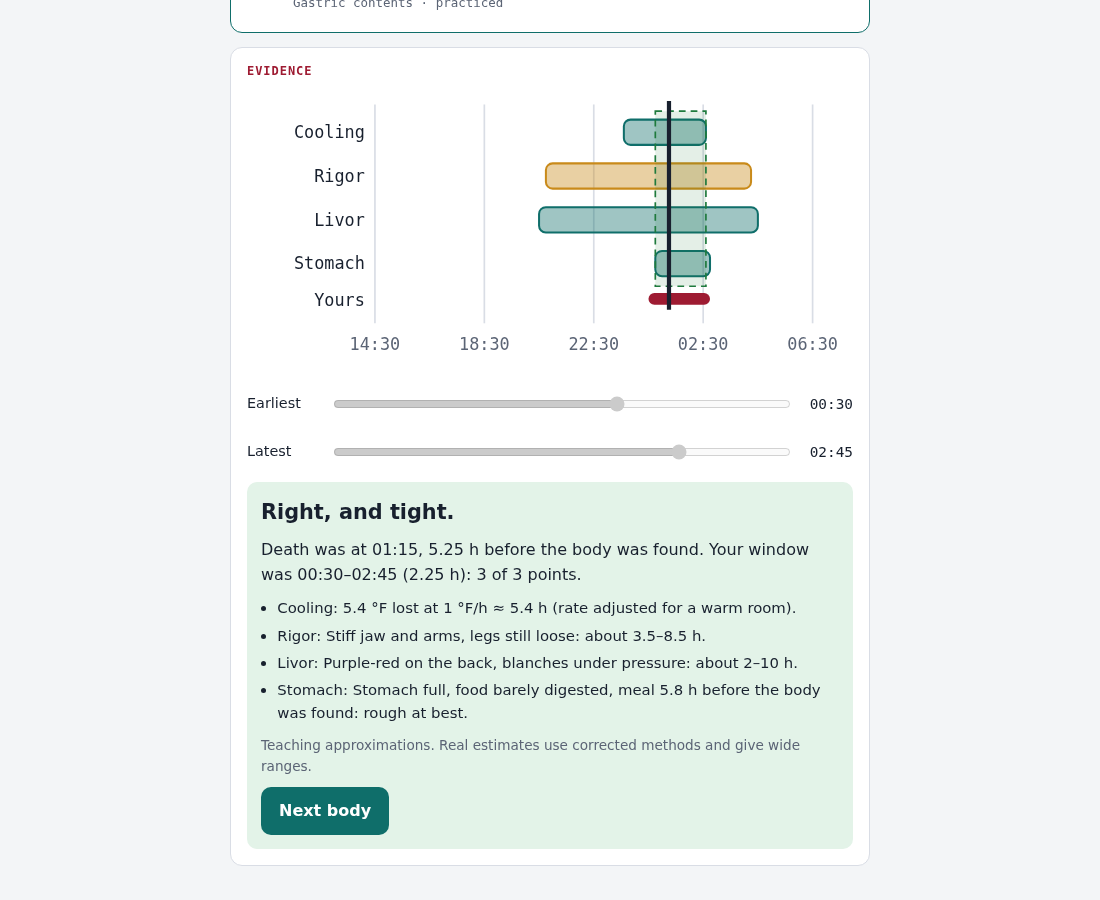 Gastric contents · practiced
EVIDENCE
Cooling
Rigor
Livor
Stomach
Yours
14:30 18:30 22:30 02:30 06:30
Earliest 00:30
Latest 02:45
Right, and tight.
Death was at 01:15, 5.25 h before the body was found. Your window
was 00:30–02:45 (2.25 h): 3 of 3 points.
• Cooling: 5.4 °F lost at 1 °F/h ≈ 5.4 h (rate adjusted for a warm room).
• Rigor: Stiff jaw and arms, legs still loose: about 3.5–8.5 h.
• Livor: Purple-red on the back, blanches under pressure: about 2–10 h.
• Stomach: Stomach full, food barely digested, meal 5.8 h before the body
was found: rough at best.
Teaching approximations. Real estimates use corrected methods and give wide
ranges.
Next body